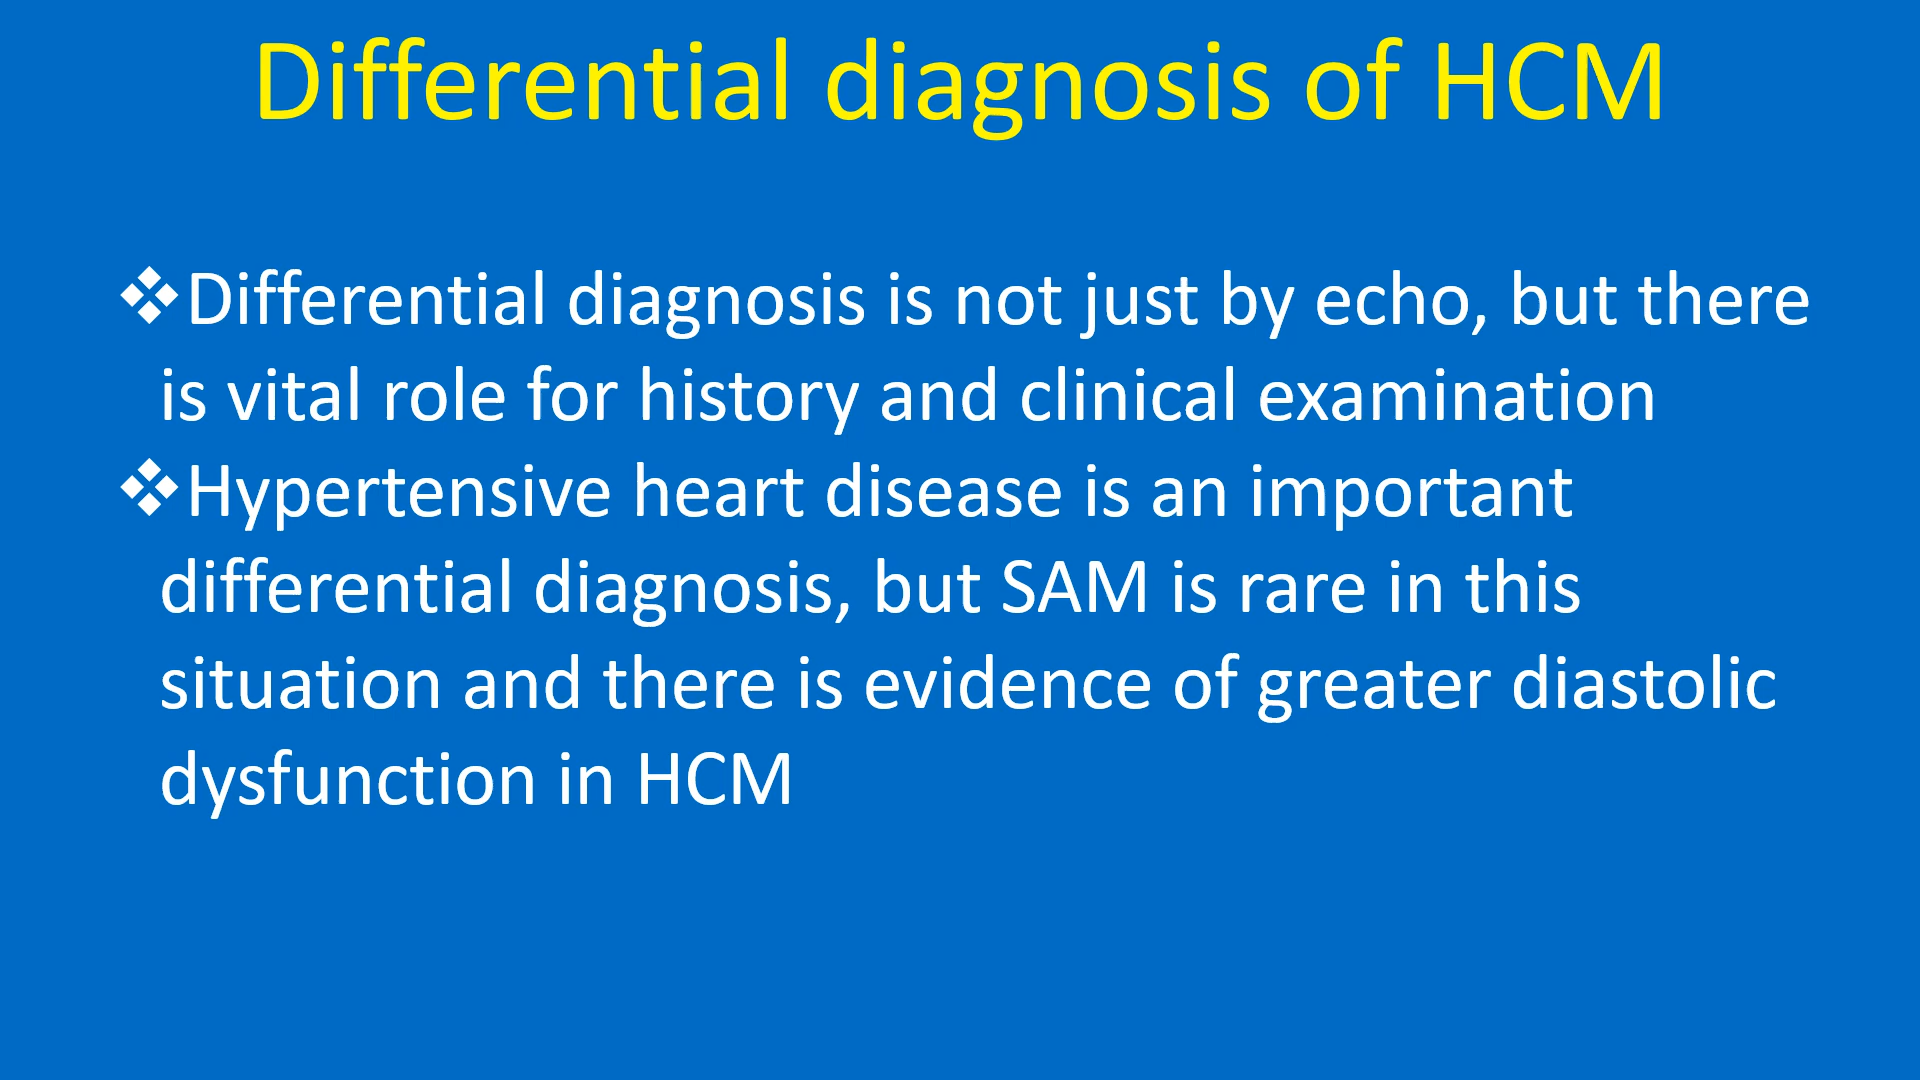 Differential diagnosis of HCM
❖Differential diagnosis is not just by echo, but there
is vital role for history and clinical examination
❖Hypertensive heart disease is an important
differential diagnosis, but SAM is rare in this
situation and there is evidence of greater diastolic
dysfunction in HCM